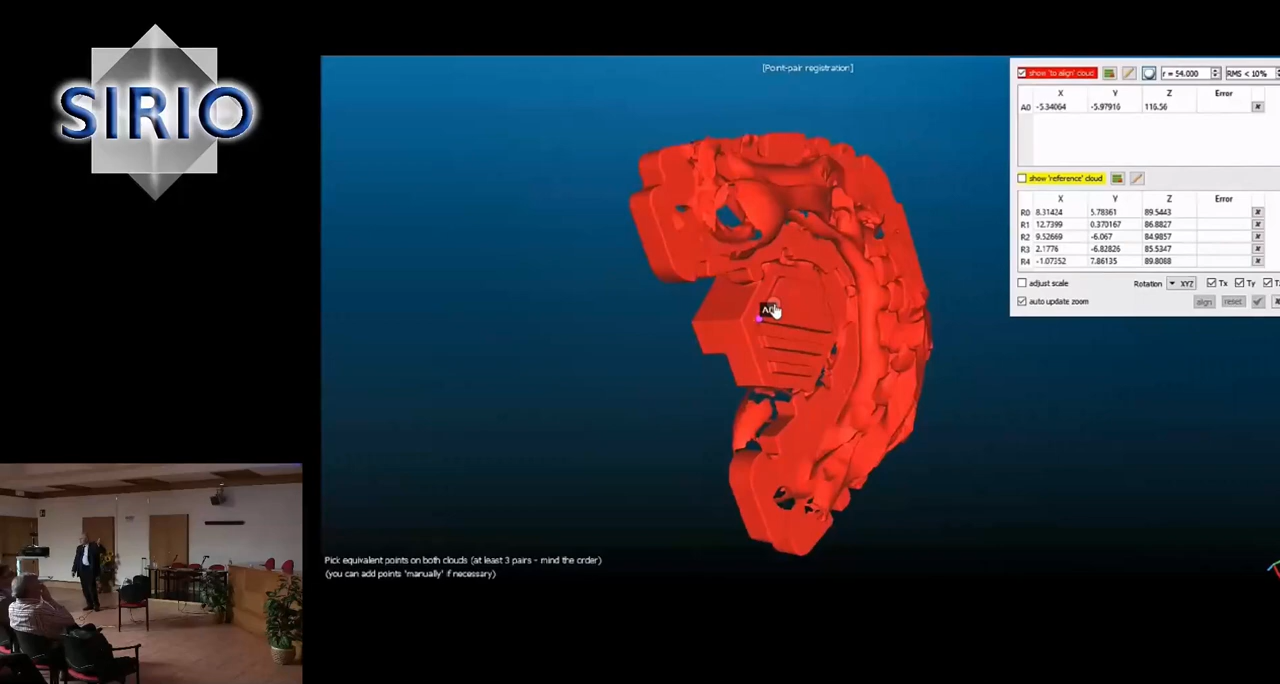 SIRIO
[Point-pair registration]
show 'to align' cloud
r = 54.000
RMS < 10%
X Y Z Error
A0 -5.34064 -5.97916 116.56
show 'reference' cloud
X Y Z Error
R0 8.31424 5.78361 89.5443
R1 12.7399 0.370167 86.8827
R2 9.52669 -6.067 84.9857
R3 2.1776 -6.82826 85.5347
R4 -1.07352 7.86135 89.8088
adjust scale
Rotation XYZ Tx Ty
auto update zoom
align reset
Pick equivalent points on both clouds (at least 3 pairs - mind the order)
(you can add points 'manually' if necessary)